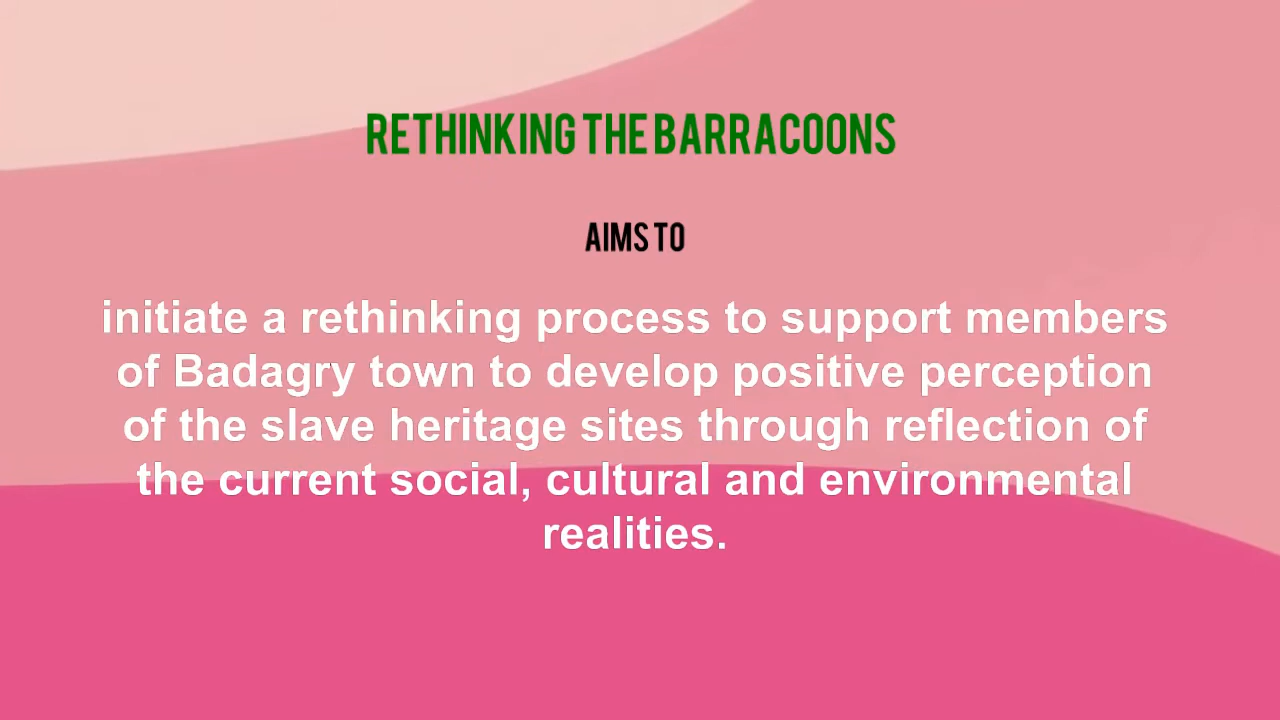 RETHINKING THE BARRACOONS
AIMS TO
initiate a rethinking process to support members
of Badagry town to develop positive perception
of the slave heritage sites through reflection of
the current social, cultural and environmental
realities.